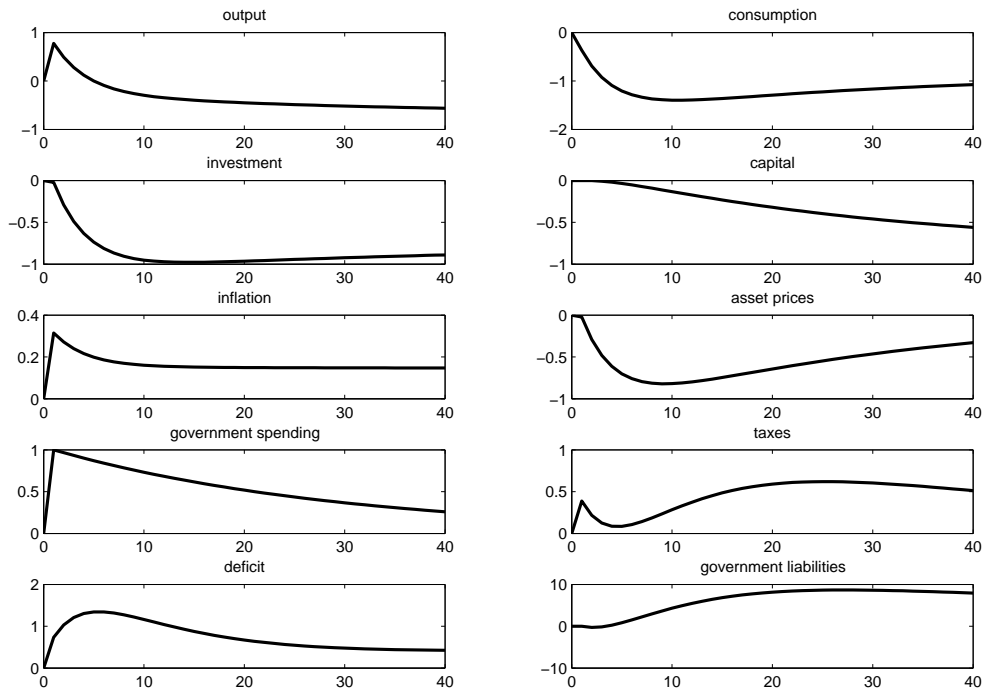 output
1
0
−1
0 10 20 30 40
consumption
0
−1
−2
0 10 20 30 40
investment
0
−0.5
−1
0 10 20 30 40
capital
0
−0.5
−1
0 10 20 30 40
inflation
0.4
0.2
0
0 10 20 30 40
asset prices
0
−0.5
−1
0 10 20 30 40
government spending
1
0.5
0
0 10 20 30 40
taxes
1
0.5
0
0 10 20 30 40
deficit
2
1
0
0 10 20 30 40
government liabilities
10
0
−10
0 10 20 30 40